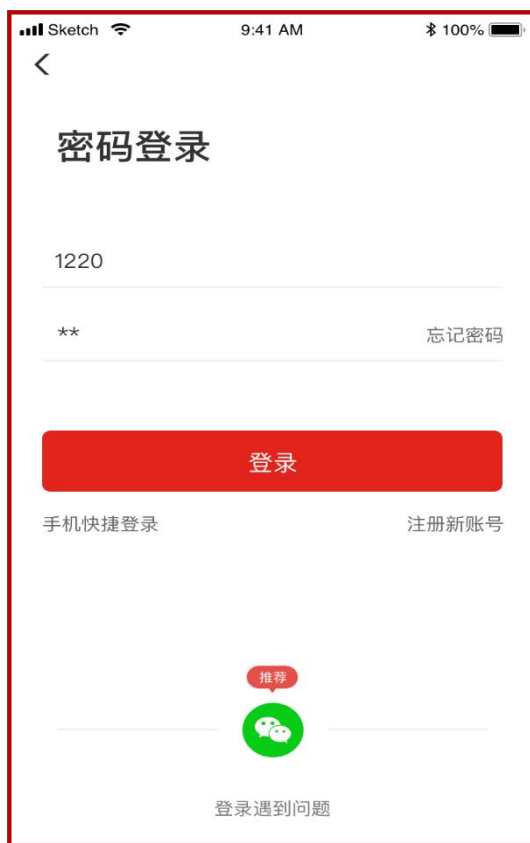 Sketch 9:41 AM 100%
密码登录
1220
** 忘记密码
登录
手机快捷登录 注册新账号
推荐
登录遇到问题